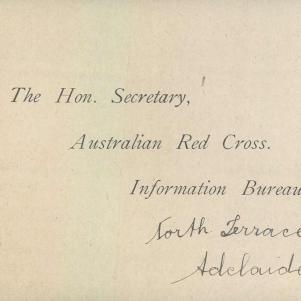 The Hon. Secretary,
Australian Red Cross.
Information Bureau
North Terrace
Adelaide